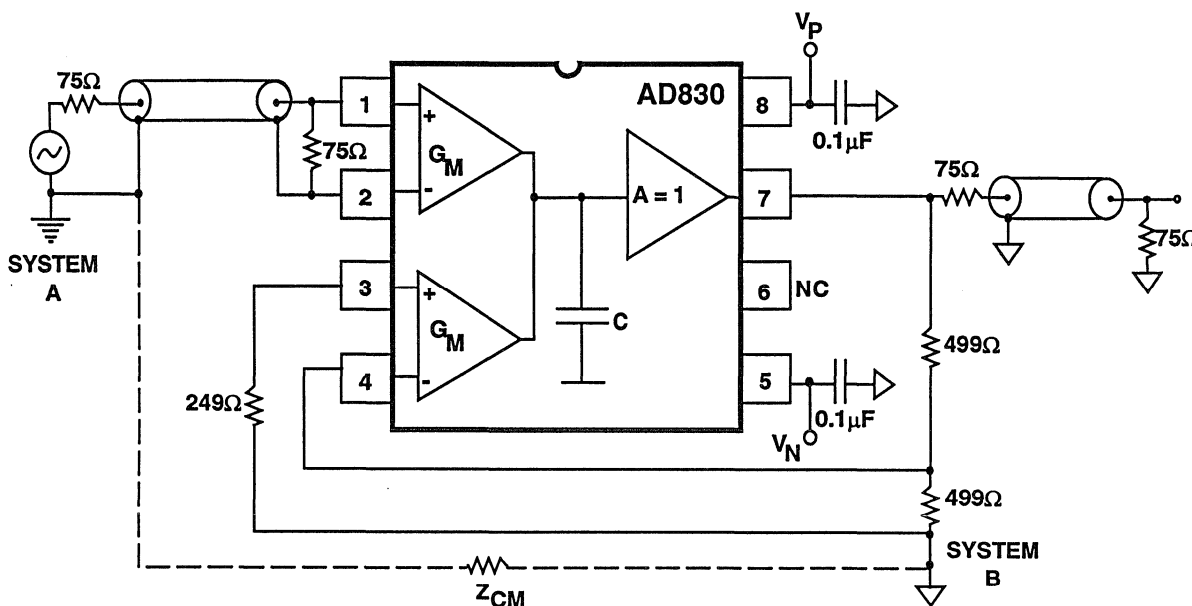 V_P
75Ω
1
+
G_M
-
2
75Ω
AD830
8
0.1μF
A = 1
7
75Ω
75Ω
SYSTEM
A
3
+
G_M
-
4
C
6
NC
5
0.1μF
V_N
499Ω
249Ω
499Ω
SYSTEM
B
Z_CM